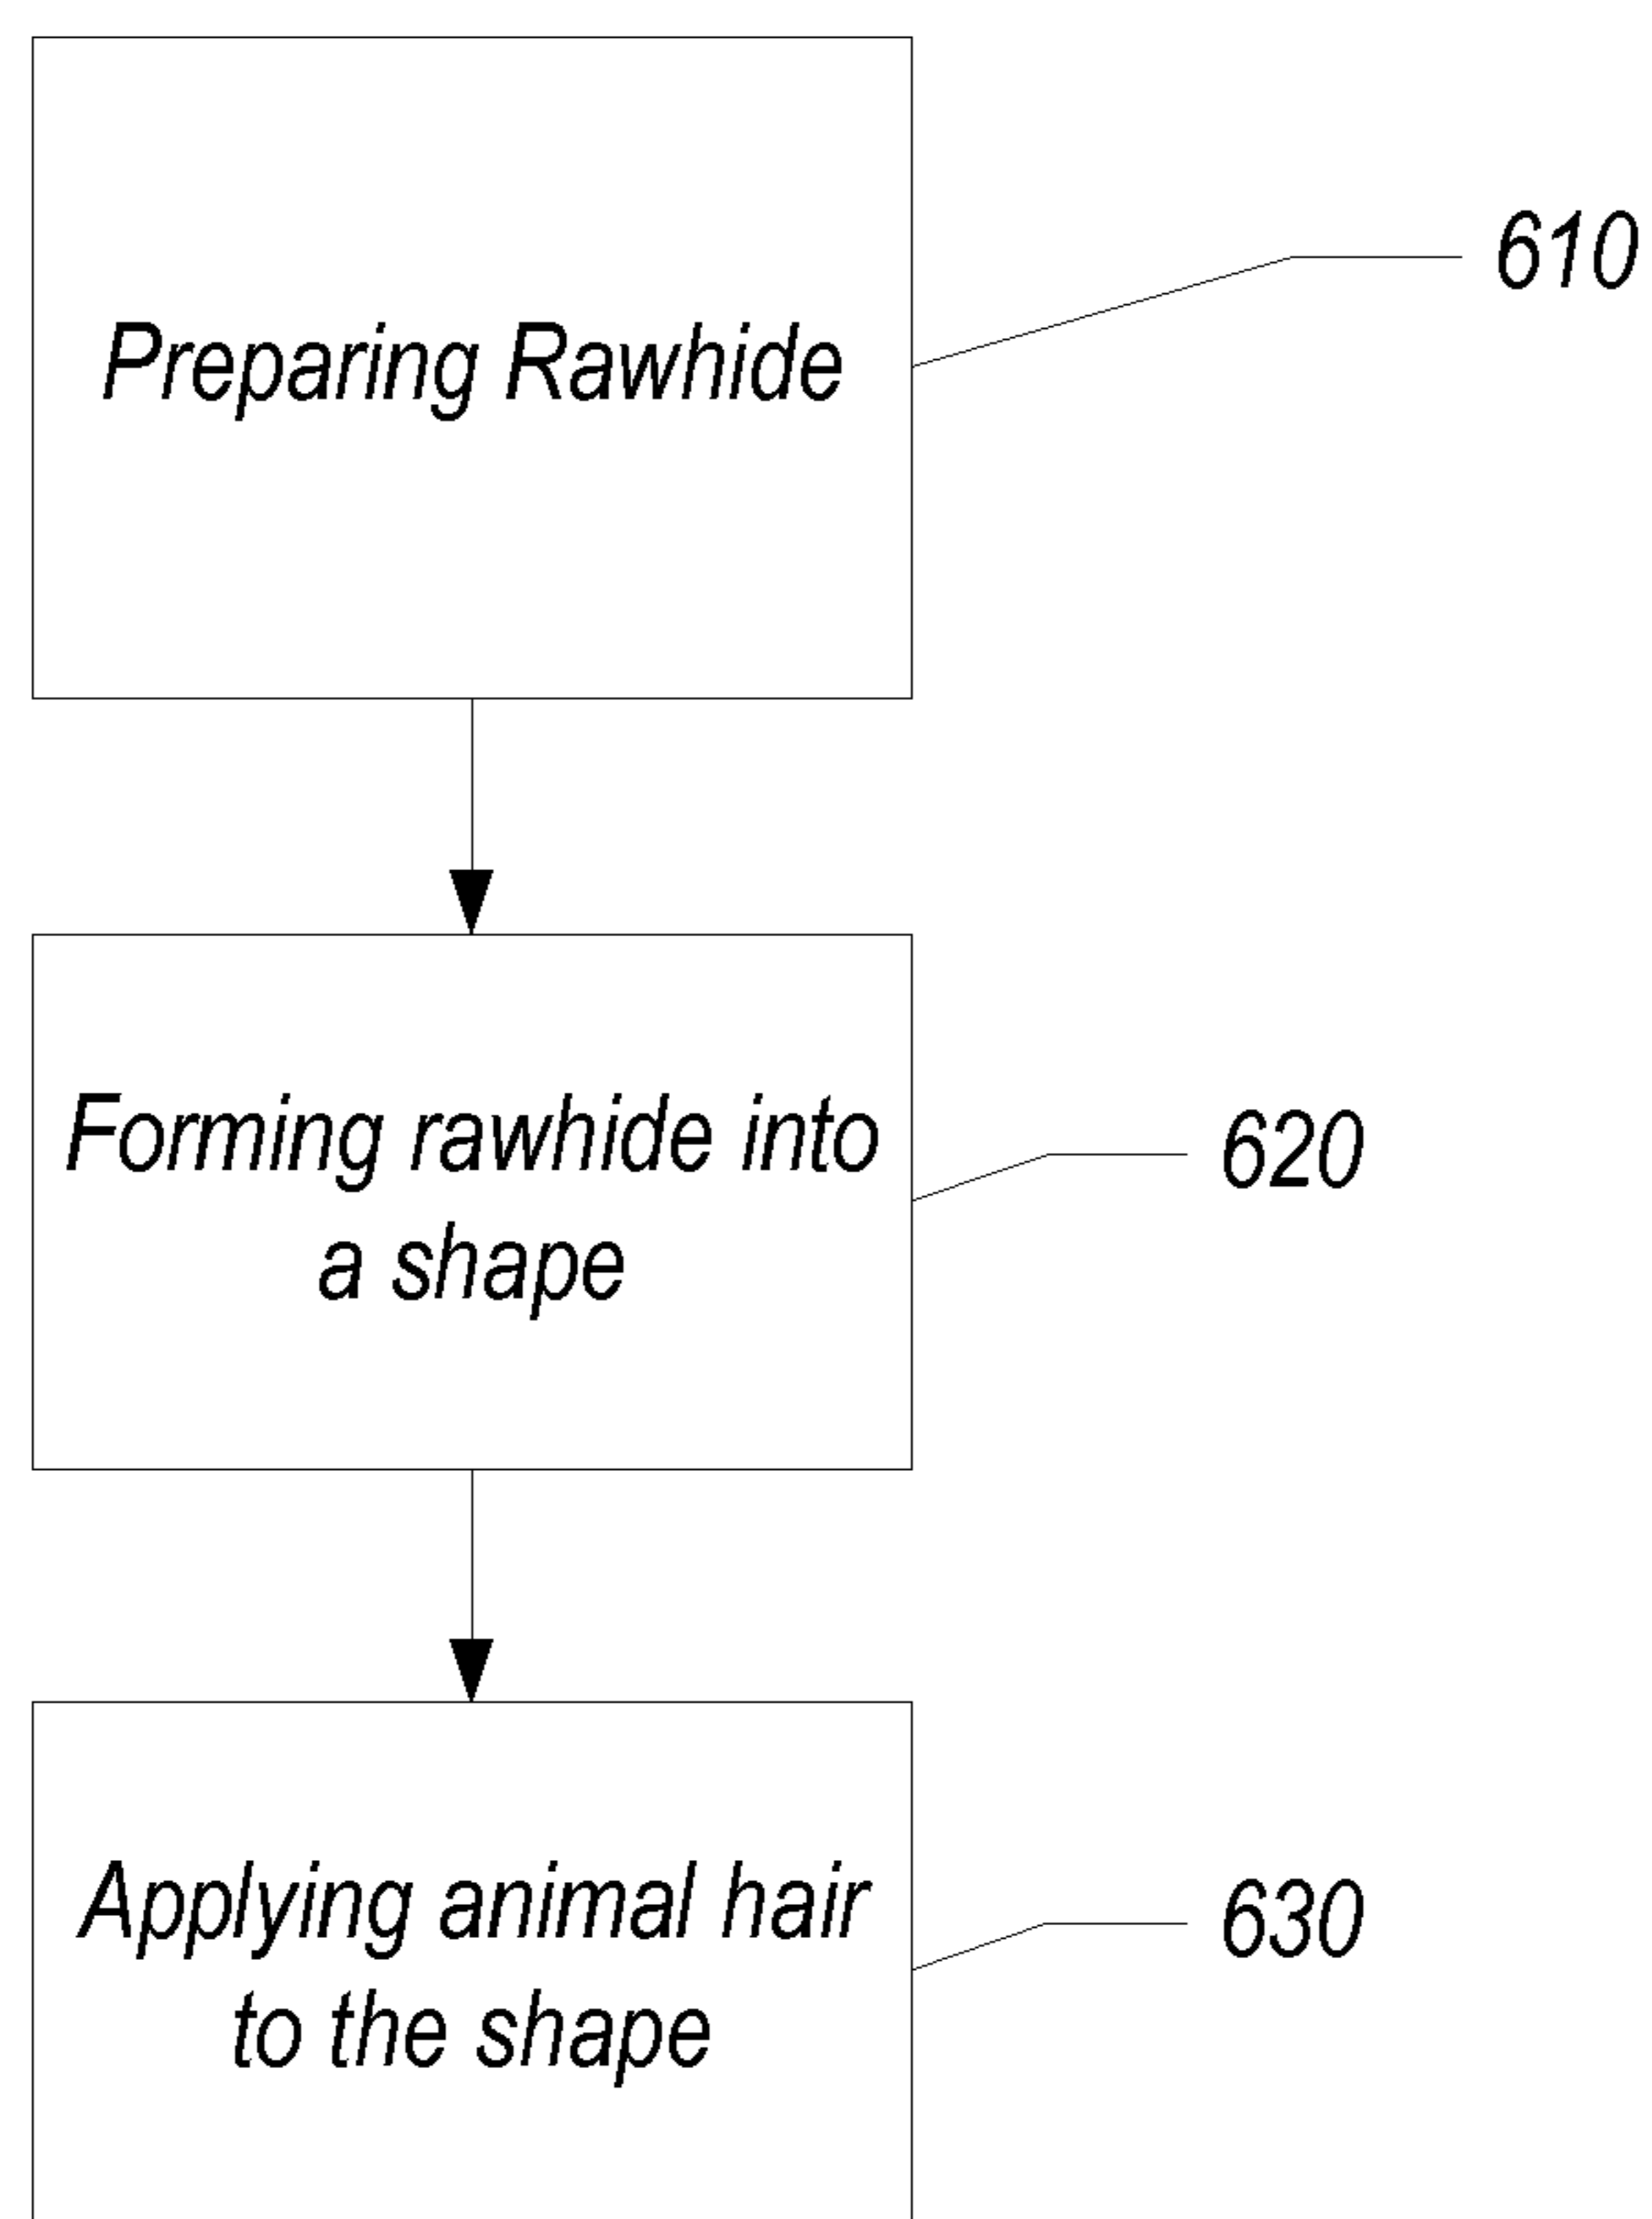 Preparing Rawhide
610
Forming rawhide into
a shape
620
Applying animal hair
to the shape
630